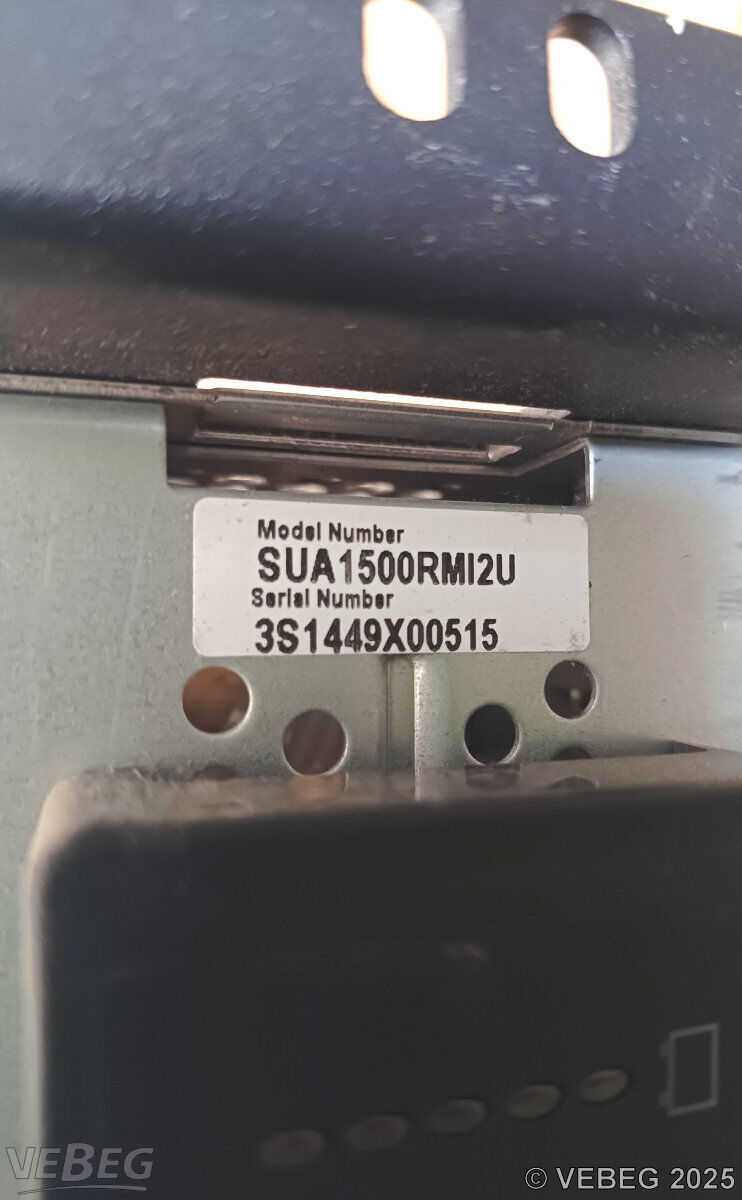 Model Number
SUA1500RMI2U
Serial Number
3S1449X00515
VEBEG
© VEBEG 2025